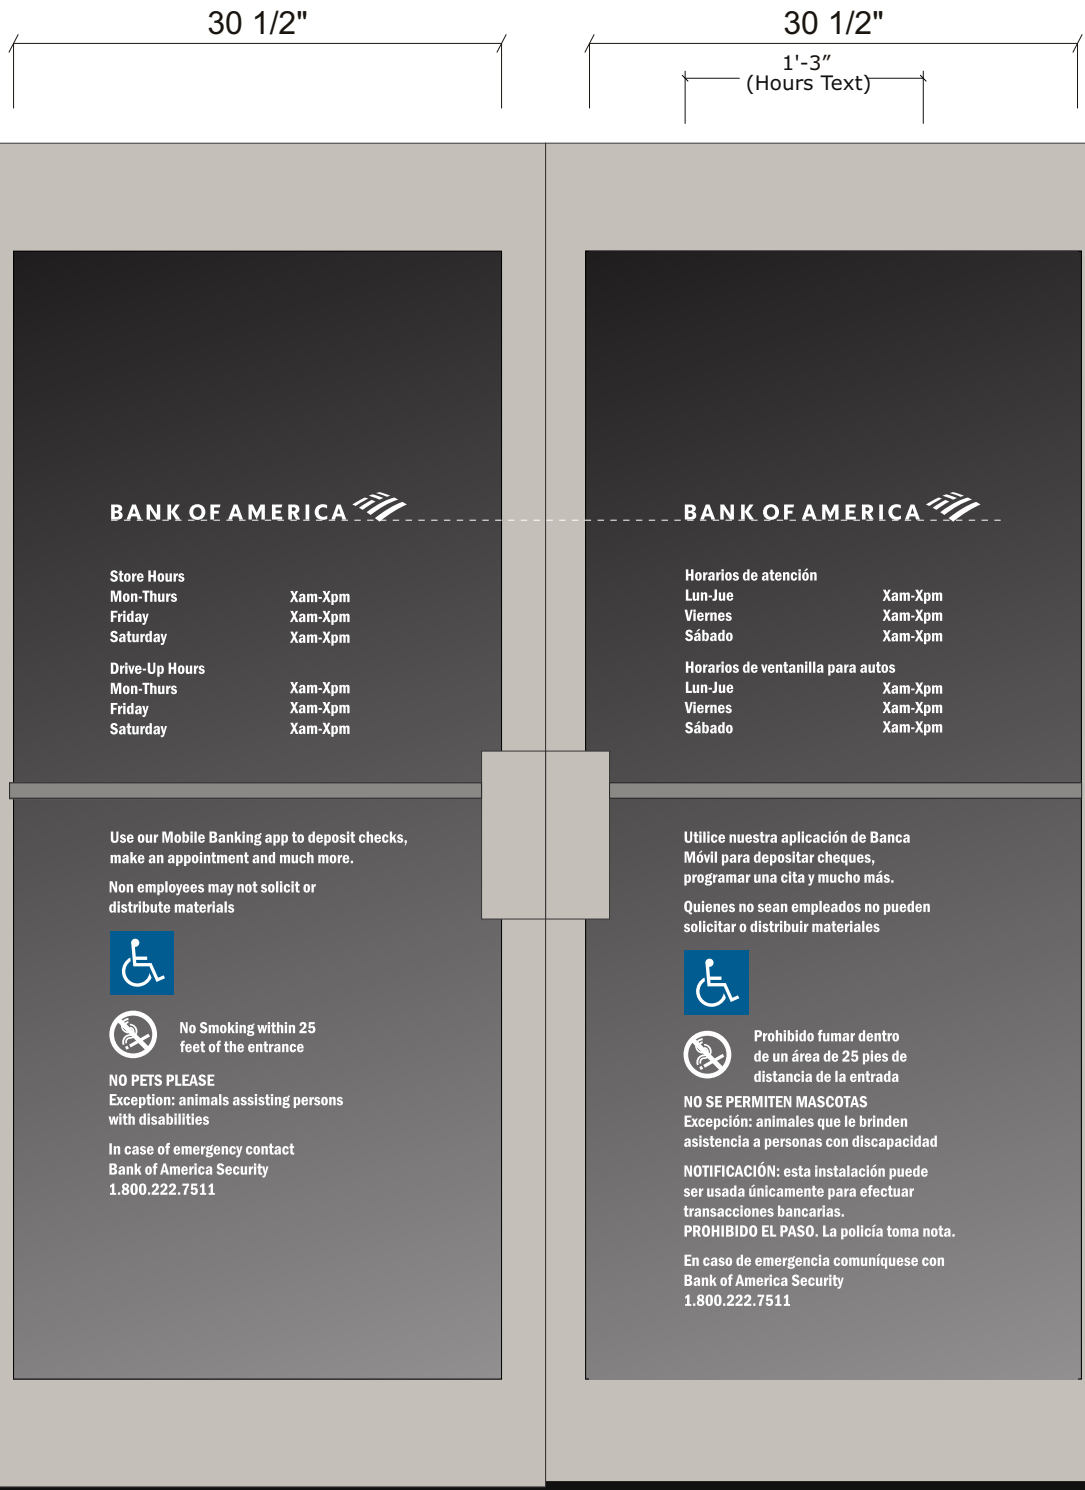 30 1/2"
30 1/2"
1'-3”
(Hours Text)
BANK OF AMERICA
Store Hours
Mon-Thurs Xam-Xpm
Friday Xam-Xpm
Saturday Xam-Xpm
Drive-Up Hours
Mon-Thurs Xam-Xpm
Friday Xam-Xpm
Saturday Xam-Xpm
Use our Mobile Banking app to deposit checks,
make an appointment and much more.
Non employees may not solicit or
distribute materials
No Smoking within 25
feet of the entrance
NO PETS PLEASE
Exception: animals assisting persons
with disabilities
In case of emergency contact
Bank of America Security
1.800.222.7511
BANK OF AMERICA
Horarios de atención
Lun-Jue Xam-Xpm
Viernes Xam-Xpm
Sábado Xam-Xpm
Horarios de ventanilla para autos
Lun-Jue Xam-Xpm
Viernes Xam-Xpm
Sábado Xam-Xpm
Utilice nuestra aplicación de Banca
Móvil para depositar cheques,
programar una cita y mucho más.
Quienes no sean empleados no pueden
solicitar o distribuir materiales
Prohibido fumar dentro
de un área de 25 pies de
distancia de la entrada
NO SE PERMITEN MASCOTAS
Excepción: animales que le brinden
asistencia a personas con discapacidad
NOTIFICACIÓN: esta instalación puede
ser usada únicamente para efectuar
transacciones bancarias.
PROHIBIDO EL PASO. La policía toma nota.
En caso de emergencia comuníquese con
Bank of America Security
1.800.222.7511